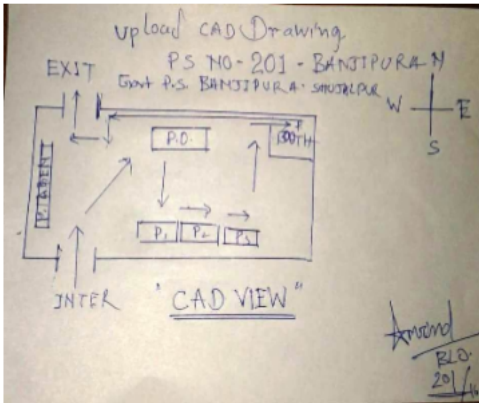 Upload CAD Drawing
PS NO-201-BANJIPURA
Govt P.S. BANJIPURA-SHUJALPUR
N
W E
S
EXIT
P.O.
BOOTH
P1 P2 P3
INTER
"CAD VIEW"
Arvind
BLO.